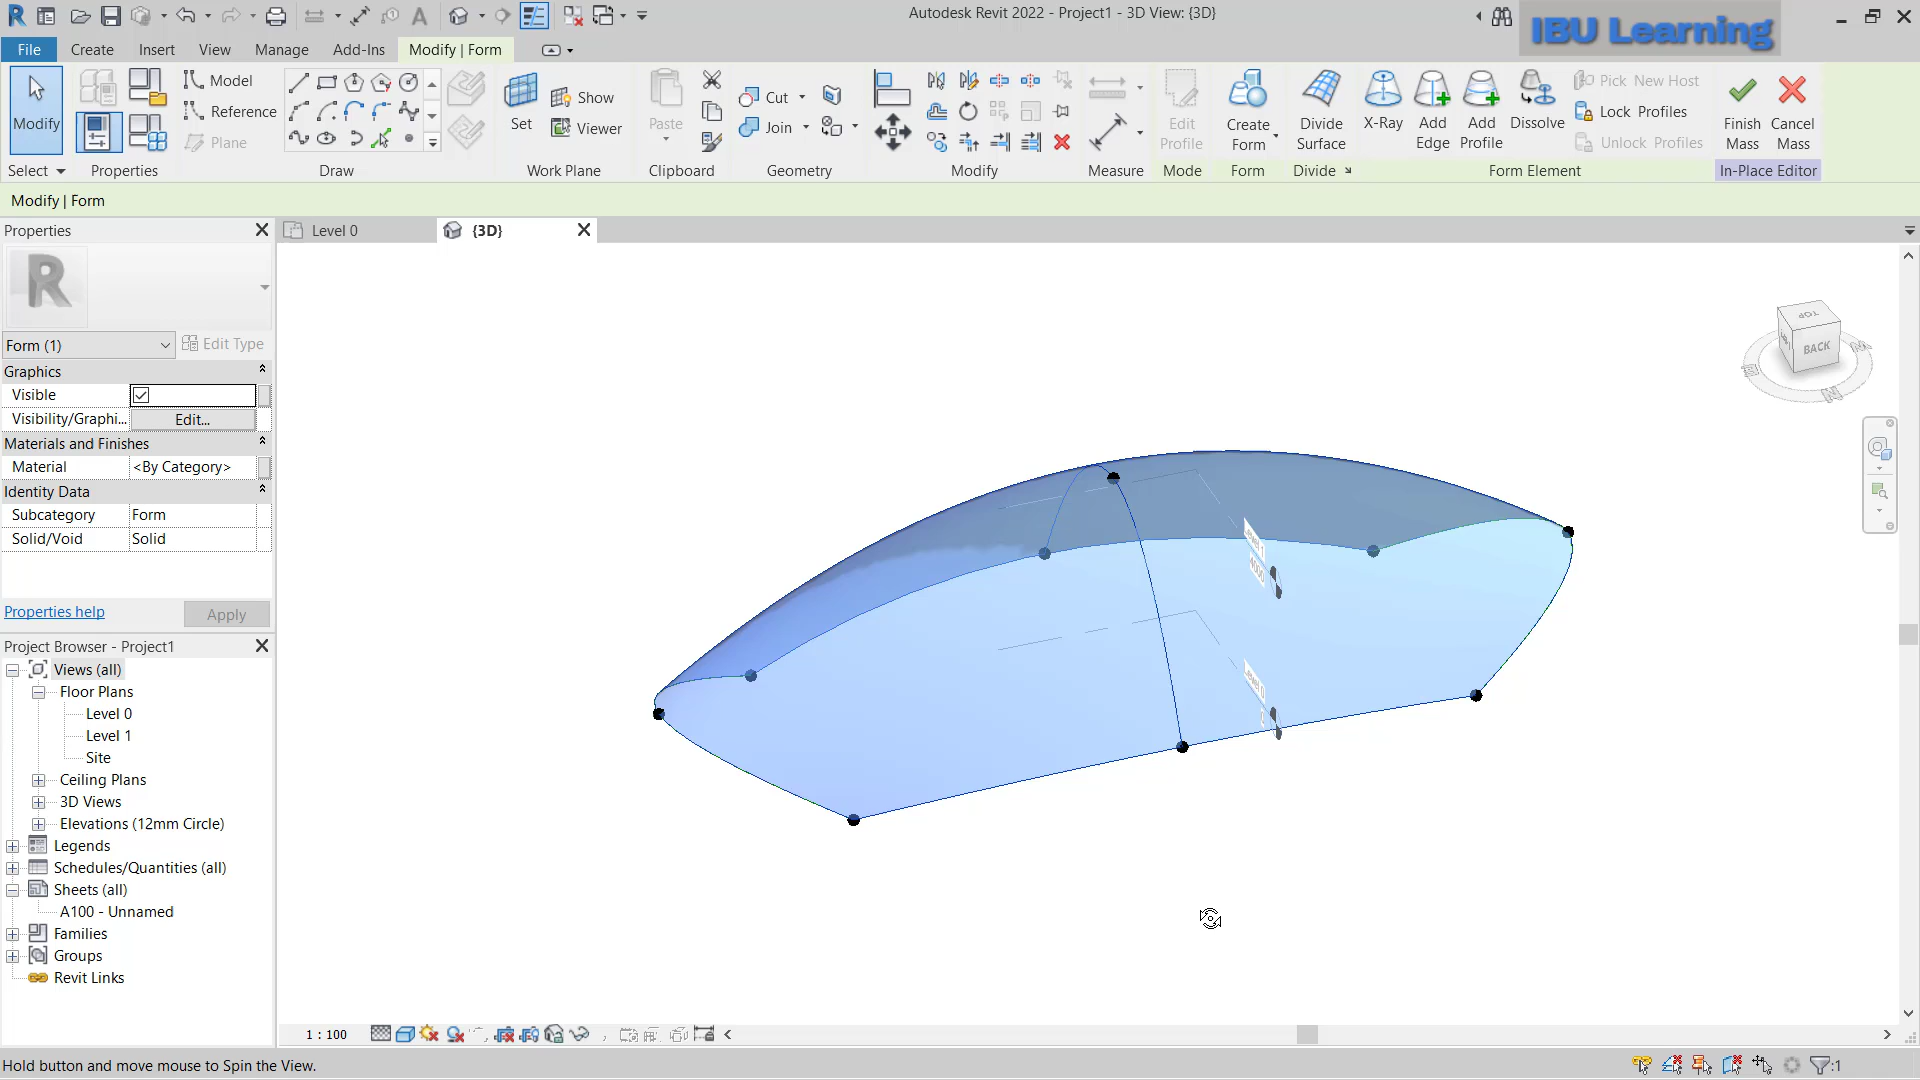 Autodesk Revit 2022 - Project1 - 3D View: {3D}
IBU Learning
File Create Insert View Manage Add-Ins Modify | Form
Modify
Model
Reference
Plane
Set
Show
Viewer
Paste
Cut
Join
Edit Profile
Create Form
Divide Surface
X-Ray
Add Edge
Add Profile
Dissolve
Pick New Host
Lock Profiles
Unlock Profiles
Finish Mass
Cancel Mass
Select Properties Draw Work Plane Clipboard Geometry Modify Measure Mode Form Divide Form Element In-Place Editor
Modify | Form
Properties
Level 0
{3D}
R
Form (1)
Edit Type
Graphics
Visible
Visibility/Graphi... Edit...
Materials and Finishes
Material <By Category>
Identity Data
Subcategory Form
Solid/Void Solid
Properties help Apply
TOP
BACK
Level 1
4000
Level 0
Project Browser - Project1
Views (all)
Floor Plans
Level 0
Level 1
Site
Ceiling Plans
3D Views
Elevations (12mm Circle)
Legends
Schedules/Quantities (all)
Sheets (all)
A100 - Unnamed
Families
Groups
Revit Links
1 : 100
Hold button and move mouse to Spin the View.
:1